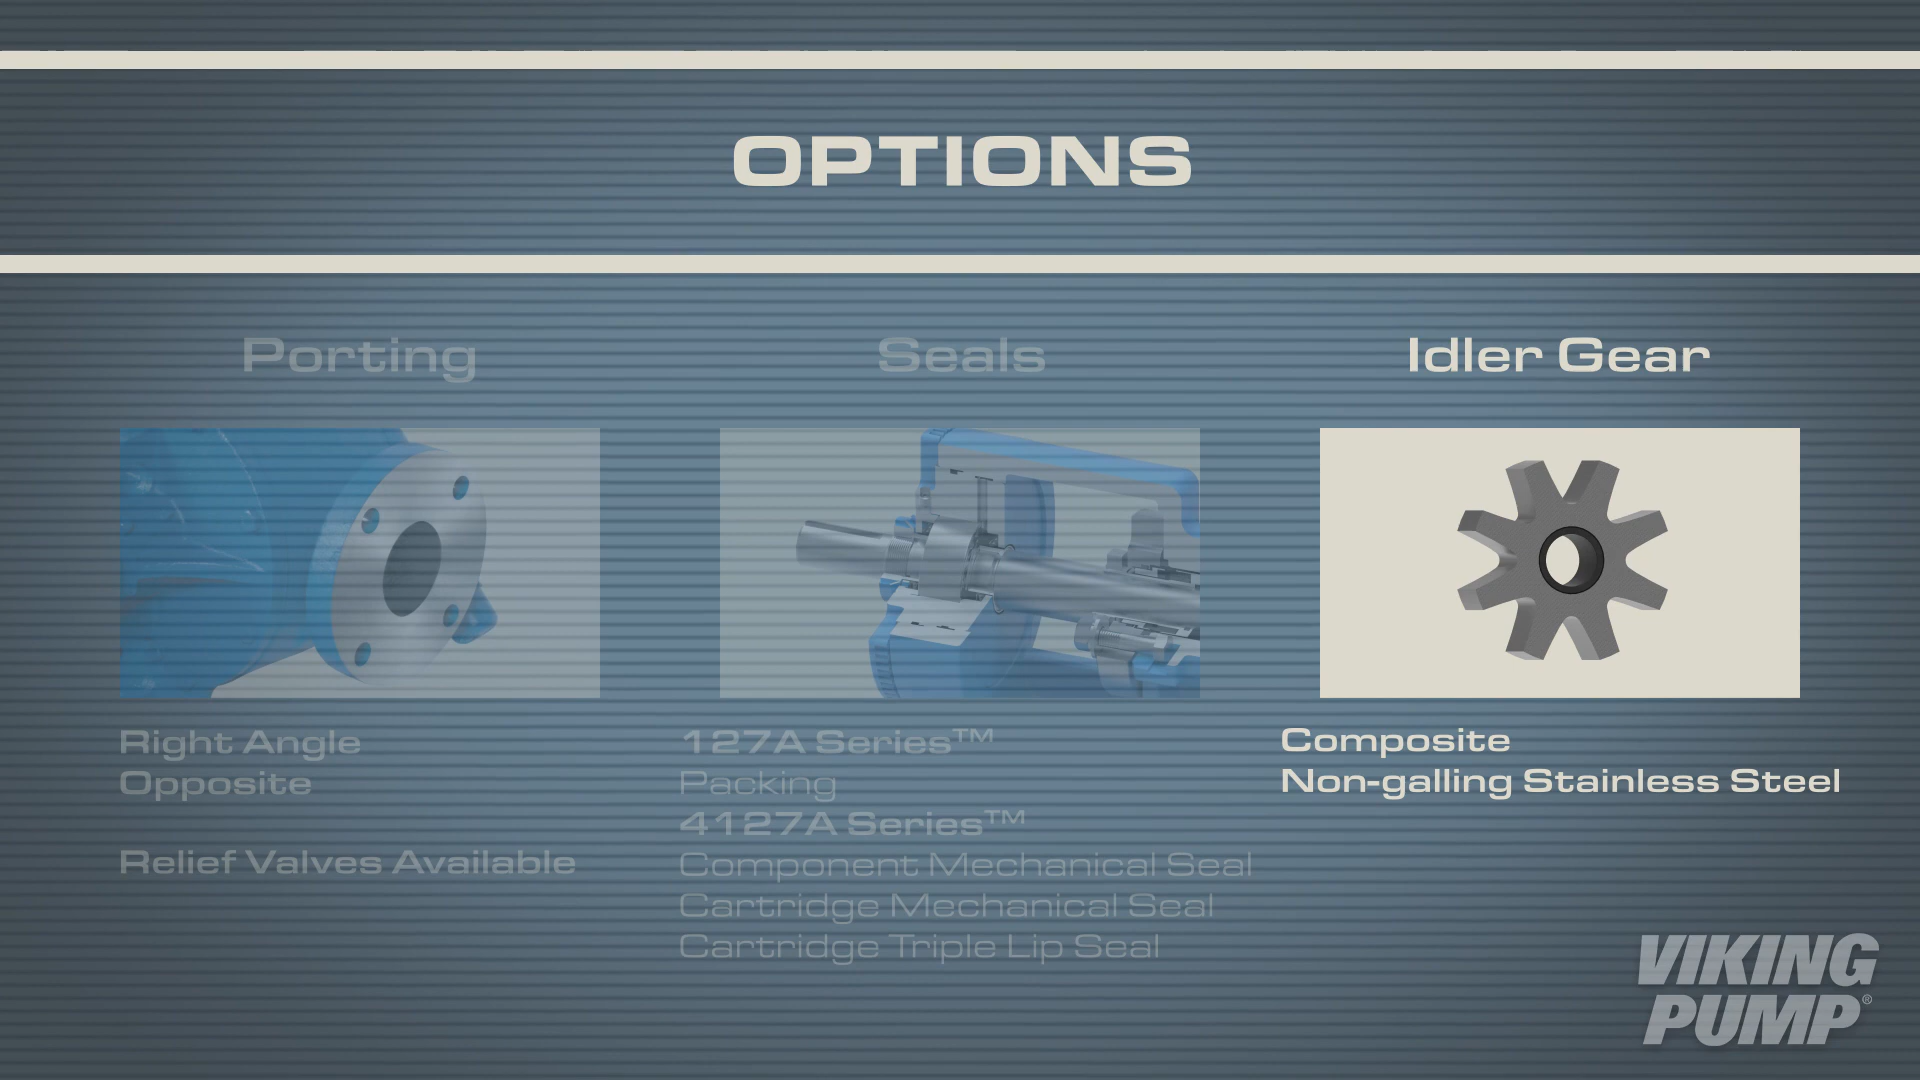 OPTIONS
Porting
Seals
Idler Gear
Right Angle
Opposite
Relief Valves Available
127A Series™
Packing
4127A Series™
Component Mechanical Seal
Cartridge Mechanical Seal
Cartridge Triple Lip Seal
Composite
Non-galling Stainless Steel
VIKING
PUMP®